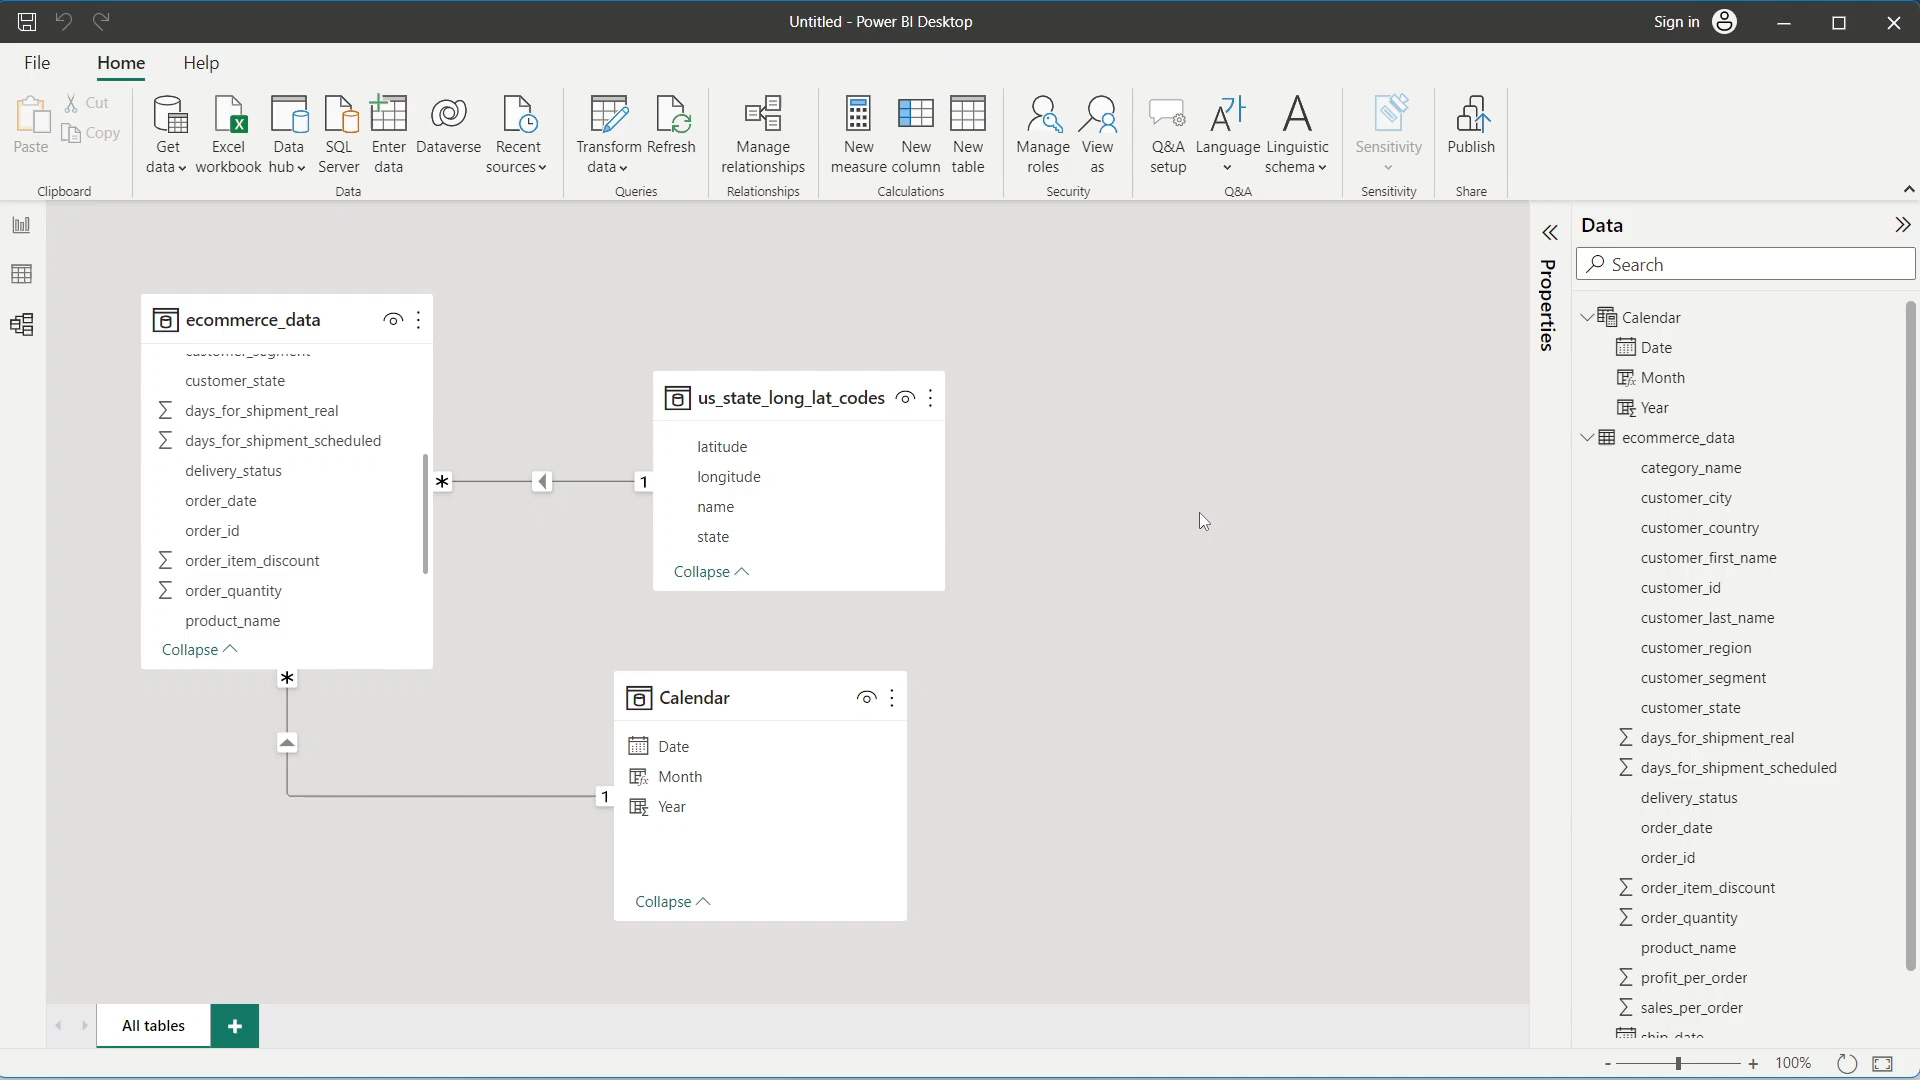 Untitled - Power BI Desktop
Sign in
File
Home
Help
Paste
Cut
Copy
Clipboard
Get data
Excel workbook
Data hub
SQL Server
Enter data
Dataverse
Recent sources
Data
Transform data
Refresh
Queries
Manage relationships
Relationships
New measure
New column
New table
Calculations
Manage roles
View as
Security
Q&A setup
Language
Linguistic schema
Q&A
Sensitivity
Sensitivity
Publish
Share
ecommerce_data
customer_segment
customer_state
days_for_shipment_real
days_for_shipment_scheduled
delivery_status
order_date
order_id
order_item_discount
order_quantity
product_name
Collapse
*
1
us_state_long_lat_codes
latitude
longitude
name
state
Collapse
*
1
Calendar
Date
Month
Year
Collapse
Properties
Data
Search
Calendar
Date
Month
Year
ecommerce_data
category_name
customer_city
customer_country
customer_first_name
customer_id
customer_last_name
customer_region
customer_segment
customer_state
days_for_shipment_real
days_for_shipment_scheduled
delivery_status
order_date
order_id
order_item_discount
order_quantity
product_name
profit_per_order
sales_per_order
ship_date
All tables
+
- + 100%